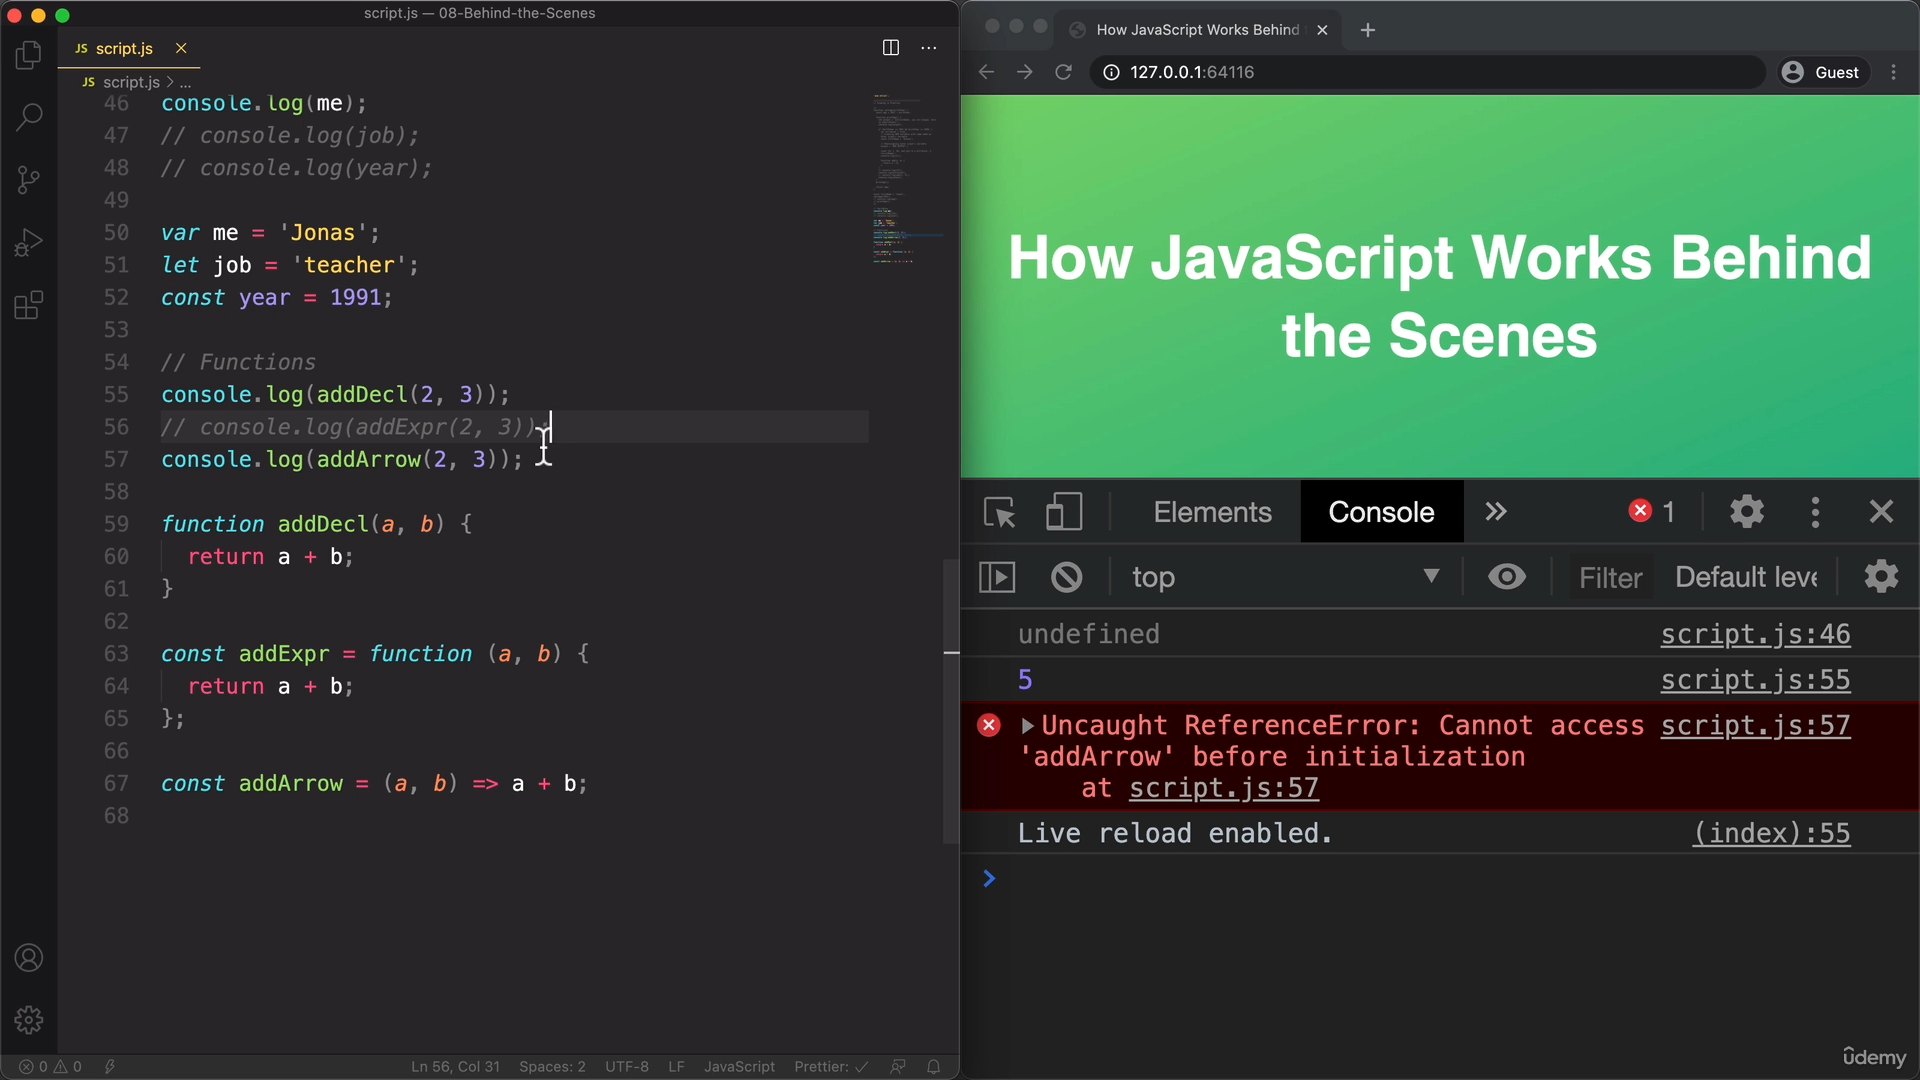 script.js — 08-Behind-the-Scenes
JS script.js
JS script.js > ...
46 console.log(me);
47 // console.log(job);
48 // console.log(year);
49
50 var me = 'Jonas';
51 let job = 'teacher';
52 const year = 1991;
53
54 // Functions
55 console.log(addDecl(2, 3));
56 // console.log(addExpr(2, 3));
57 console.log(addArrow(2, 3));
58
59 function addDecl(a, b) {
60 return a + b;
61 }
62
63 const addExpr = function (a, b) {
64 return a + b;
65 };
66
67 const addArrow = (a, b) => a + b;
68
0 0 Ln 56, Col 31 Spaces: 2 UTF-8 LF JavaScript Prettier: ✓
How JavaScript Works Behind
127.0.0.1:64116
Guest
How JavaScript Works Behind
the Scenes
Elements Console » 1
top Filter Default leve
undefined script.js:46
5 script.js:55
Uncaught ReferenceError: Cannot access script.js:57
'addArrow' before initialization
at script.js:57
Live reload enabled. (index):55
>
ûdemy